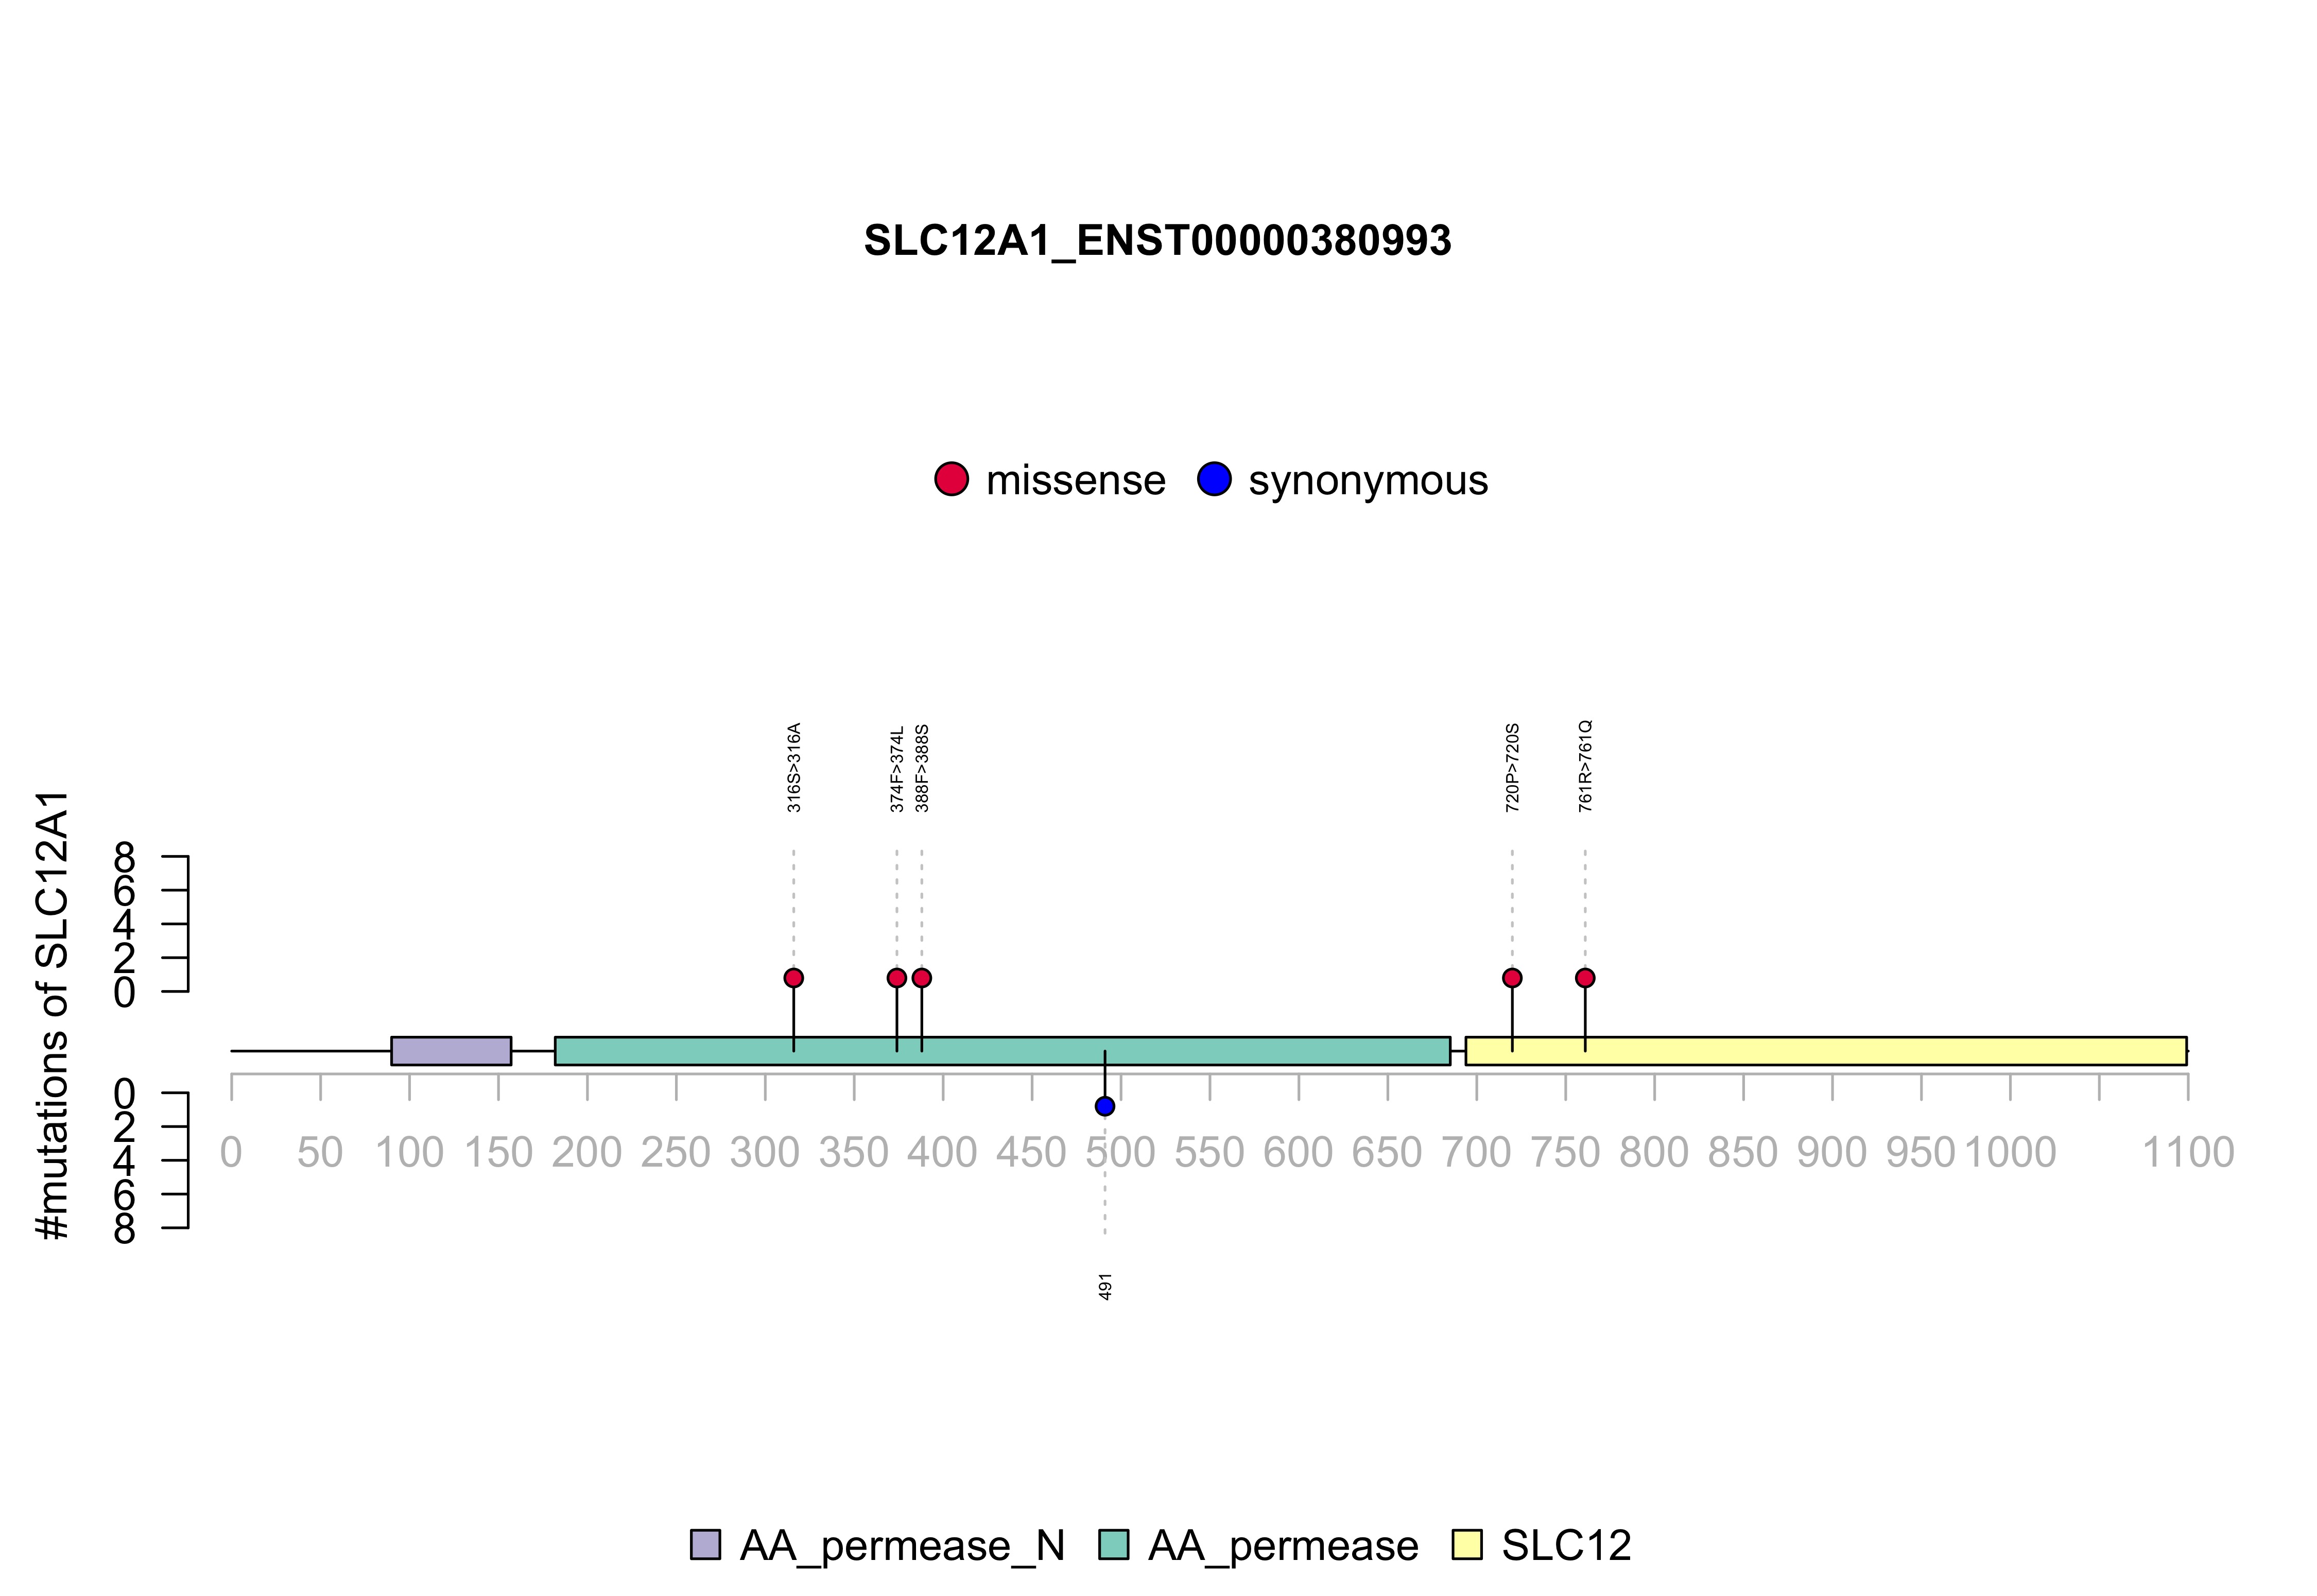 SLC12A1_ENST00000380993
missense synonymous
316S>316A 374F>374L 388F>388S 720P>720S 761R>761Q
#mutations of SLC12A1
8
6
4
2
0
0
2
4
6
8
0 50 100 150 200 250 300 350 400 450 500 550 600 650 700 750 800 850 900 950 1000 1100
491
AA_permease_N AA_permease SLC12